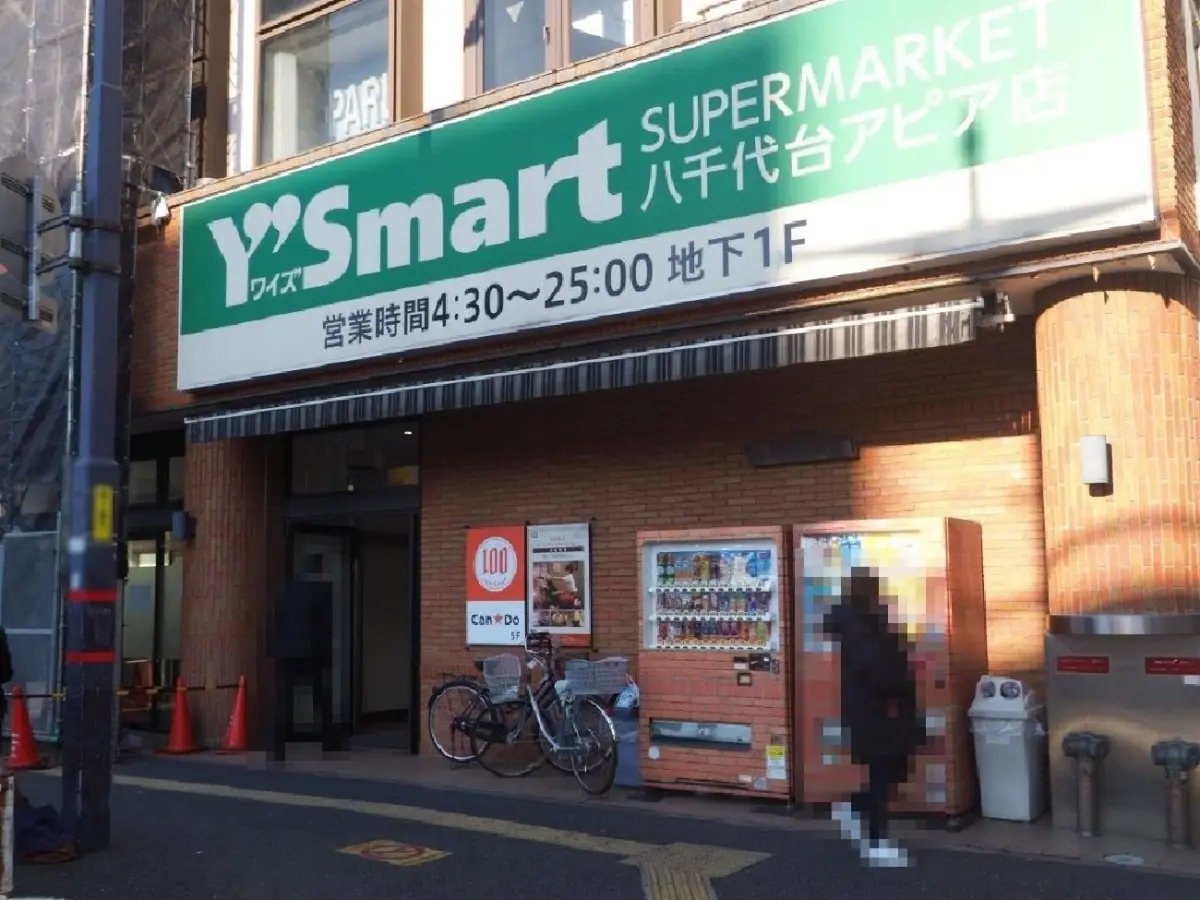 PARK
Y's Smart
ワイズ
SUPERMARKET
八千代台アピア店
営業時間4:30〜25:00 地下1F
100
Can★Do
5F